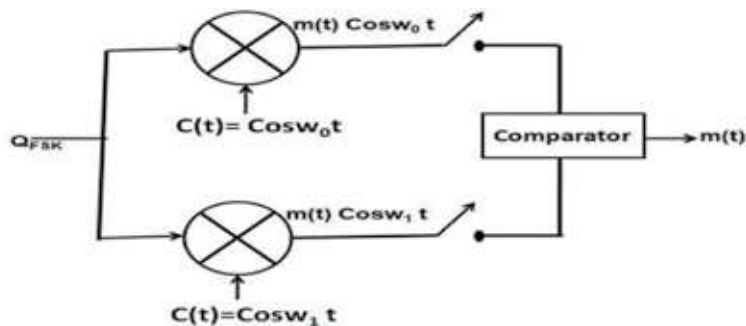 m(t) Cosw₀ t
C(t)= Cosw₀t
Q_FSK
Comparator
m(t)
m(t) Cosw₁ t
C(t)= Cosw₁ t